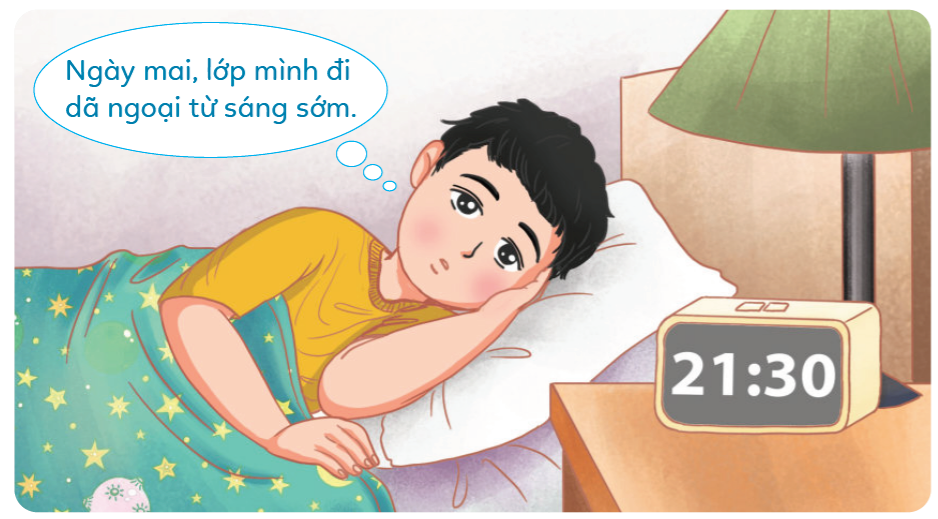 Ngày mai, lớp mình đi
dã ngoại từ sáng sớm.
21:30